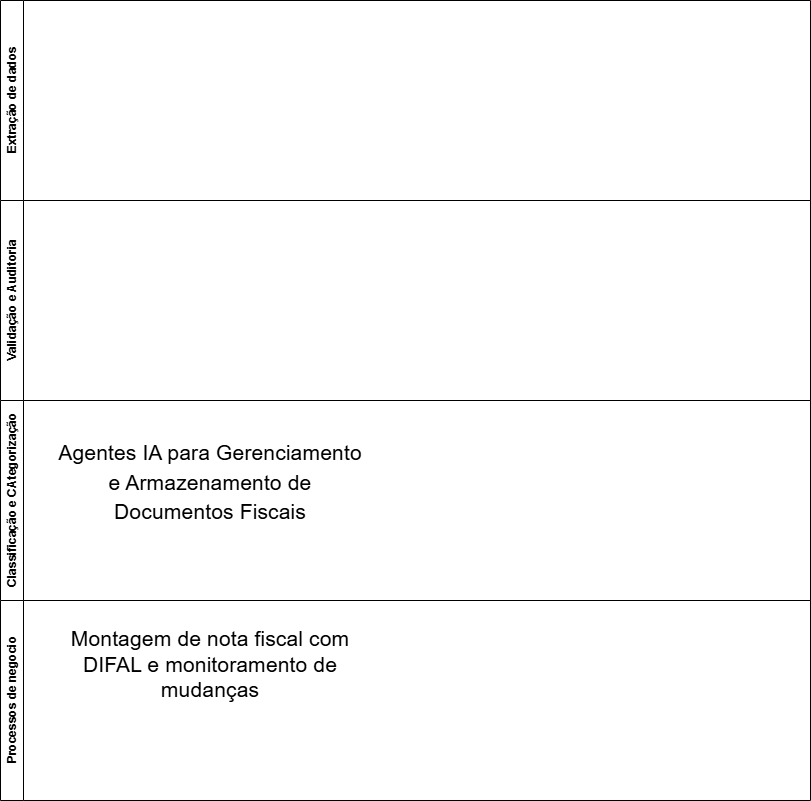 Extração de dados
Validação e Auditoria
Classificação e CAtegorização
Agentes IA para Gerenciamento
e Armazenamento de
Documentos Fiscais
Processos de negocio
Montagem de nota fiscal com
DIFAL e monitoramento de
mudanças